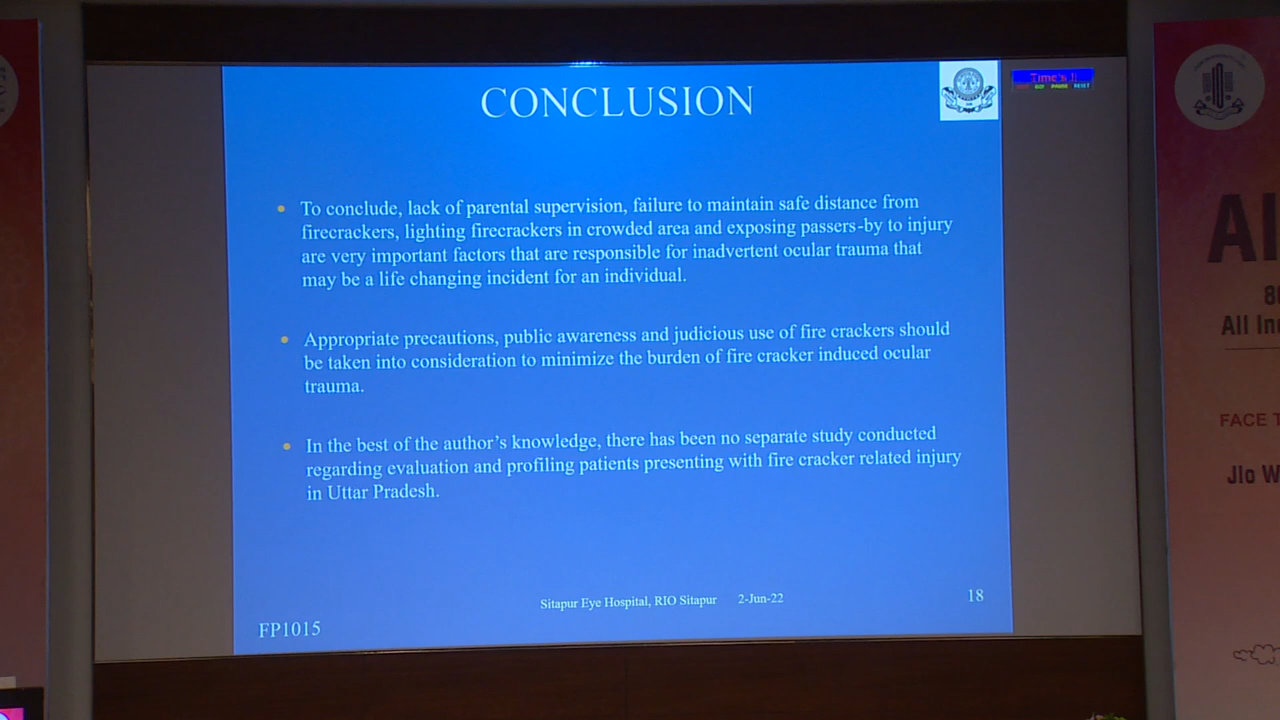 CONCLUSION
Time's !!
GO!
PAUSE
RESET
To conclude, lack of parental supervision, failure to maintain safe distance from
firecrackers, lighting firecrackers in crowded area and exposing passers-by to injury
are very important factors that are responsible for inadvertent ocular trauma that
may be a life changing incident for an individual.
Appropriate precautions, public awareness and judicious use of fire crackers should
be taken into consideration to minimize the burden of fire cracker induced ocular
trauma.
In the best of the author's knowledge, there has been no separate study conducted
regarding evaluation and profiling patients presenting with fire cracker related injury
in Uttar Pradesh.
Sitapur Eye Hospital, RIO Sitapur 2-Jun-22
18
FP1015
All
FACE